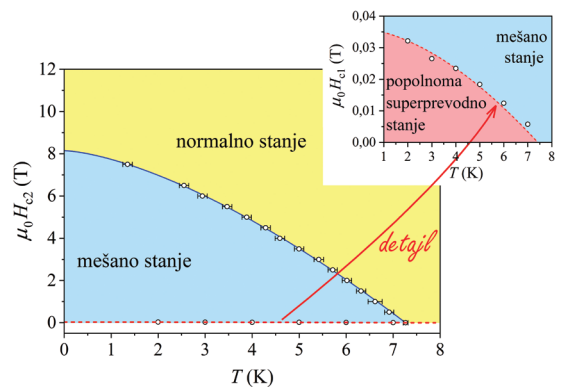 0,04
0,03
0,02
0,01
0,00
μ₀H_c1 (T)
mešano
stanje
popolnoma
superprevodno
stanje
1 2 3 4 5 6 7 8
T (K)
12
10
8
6
4
2
0
μ₀H_c2 (T)
normalno stanje
mešano stanje
detajl
0 1 2 3 4 5 6 7 8
T (K)